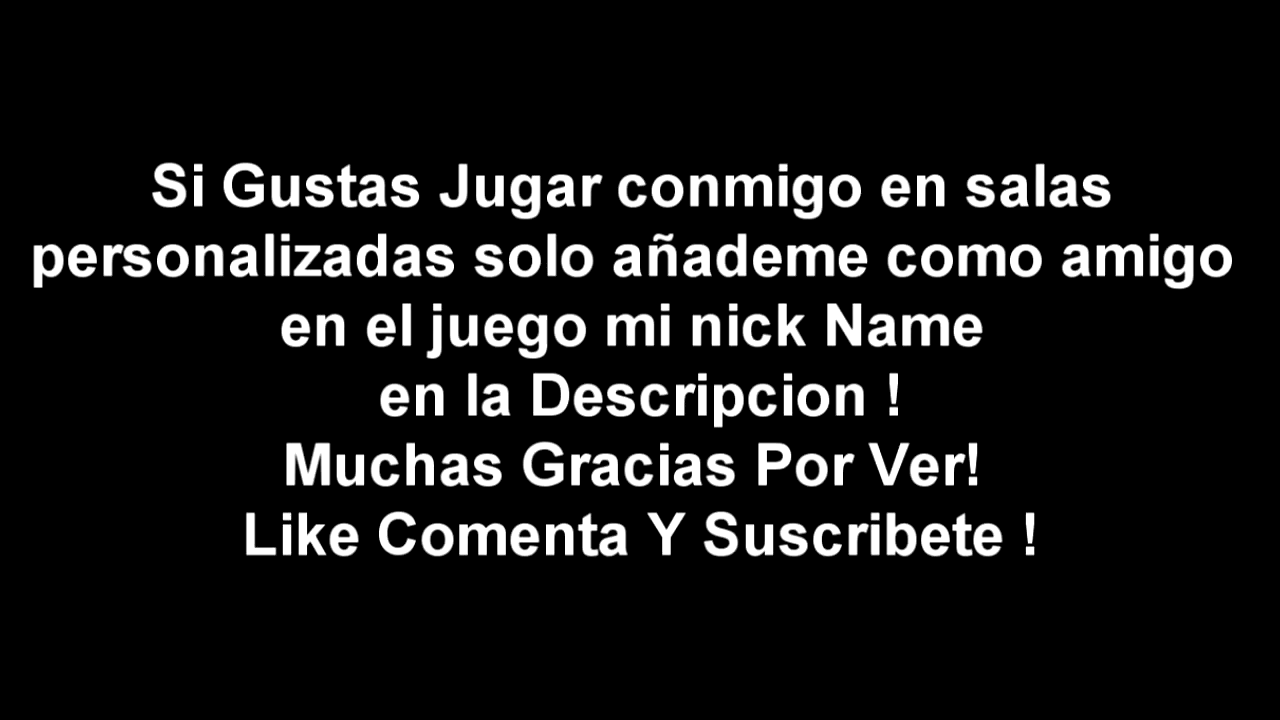 Si Gustas Jugar conmigo en salas
personalizadas solo añademe como amigo
en el juego mi nick Name
en la Descripcion !
Muchas Gracias Por Ver!
Like Comenta Y Suscribete !